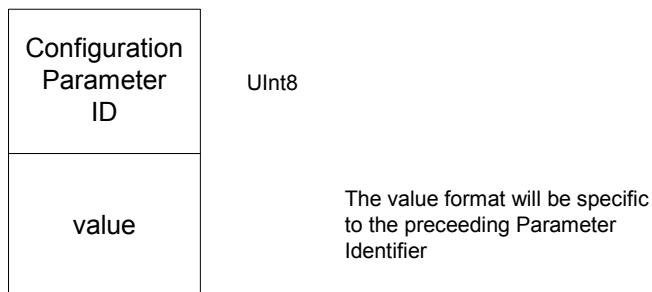 Configuration
Parameter
ID
UInt8
value
The value format will be specific
to the preceeding Parameter
Identifier